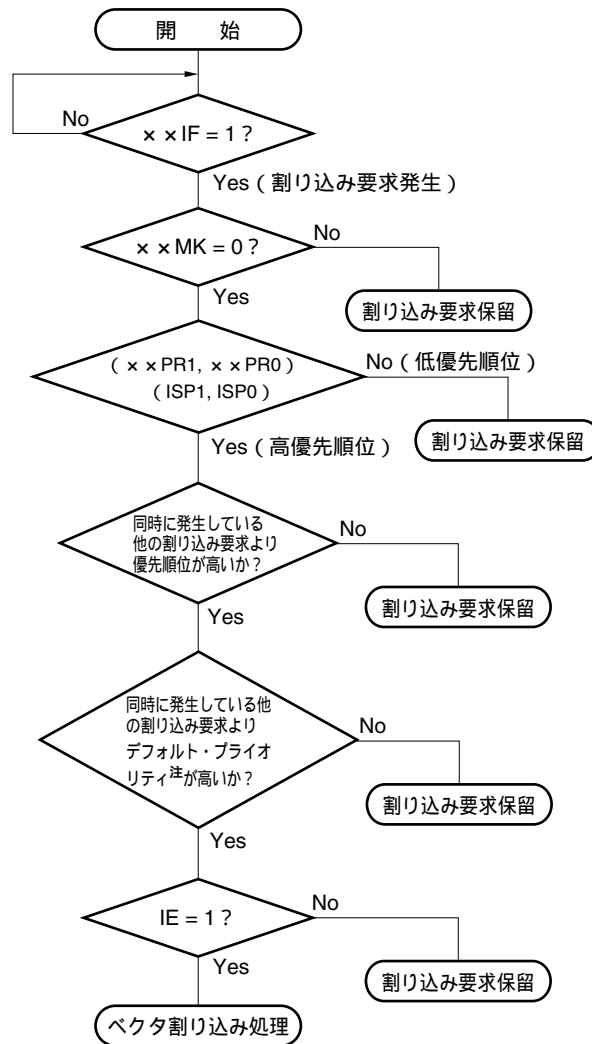 開 始
No
××IF = 1 ?
Yes ( 割り込み要求発生 )
××MK = 0 ?
No
Yes
割り込み要求保留
( ××PR1, ××PR0 )
( ISP1, ISP0 )
No ( 低優先順位 )
割り込み要求保留
Yes ( 高優先順位 )
同時に発生している
他の割り込み要求より
優先順位が高いか?
No
割り込み要求保留
Yes
同時に発生している他
の割り込み要求より
デフォルト・プライオ
リティ注が高いか?
No
割り込み要求保留
Yes
IE = 1 ?
No
割り込み要求保留
Yes
ベクタ割り込み処理